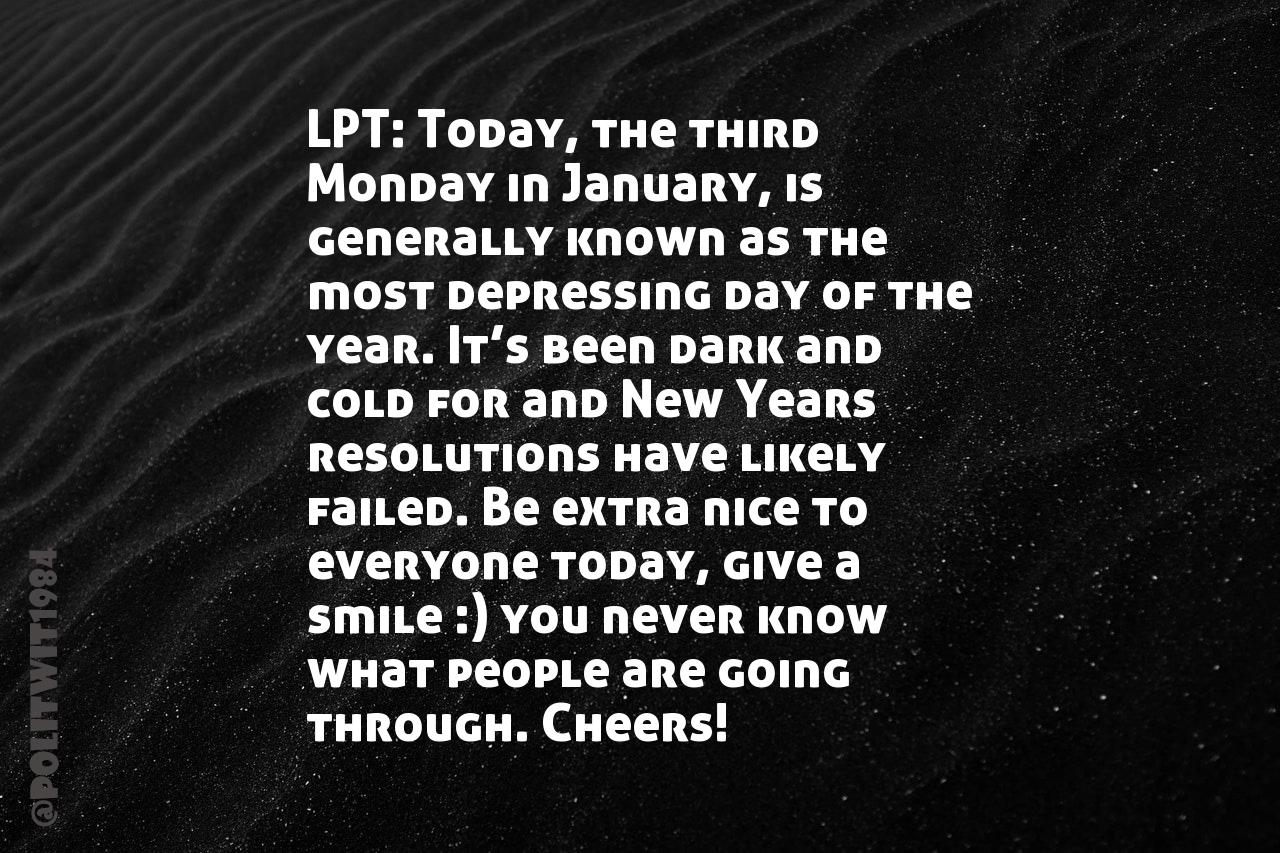 LPT: Today, the third
Monday in January, is
generally known as the
most depressing day of the
year. It's been dark and
cold for and New Years
resolutions have likely
failed. Be extra nice to
everyone today, give a
smile :) you never know
what people are going
through. Cheers!
@POLITWIT1984